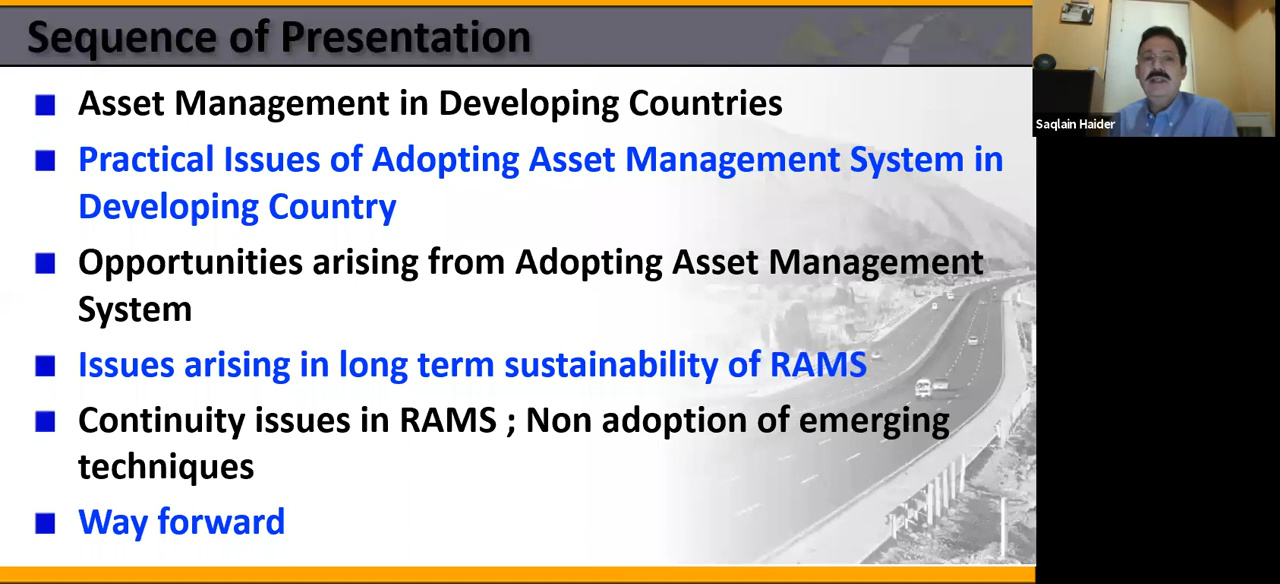 Sequence of Presentation
Asset Management in Developing Countries
Practical Issues of Adopting Asset Management System in
Developing Country
Opportunities arising from Adopting Asset Management
System
Issues arising in long term sustainability of RAMS
Continuity issues in RAMS ; Non adoption of emerging
techniques
Way forward
Saqlain Haider